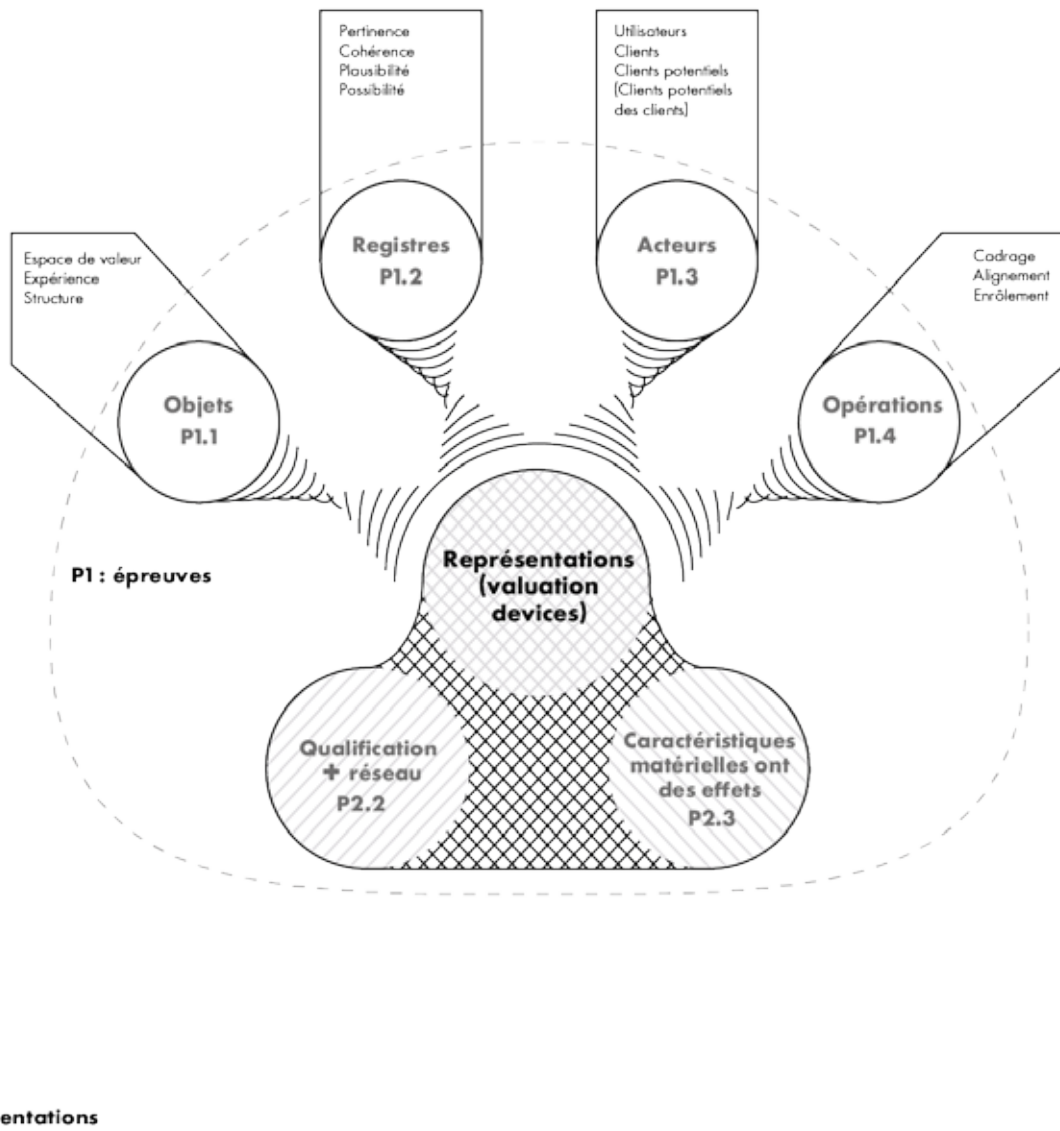 Pertinence
Cohérence
Plausibilité
Possibilité
Utilisateurs
Clients
Clients potentiels
(Clients potentiels
des clients)
Registres
P1.2
Acteurs
P1.3
Espace de valeur
Expérience
Structure
Cadrage
Alignement
Enrôlement
Objets
P1.1
Opérations
P1.4
P1 : épreuves
Représentations
(valuation
devices)
Qualification
+ réseau
P2.2
Caractéristiques
matérielles ont
des effets
P2.3
entations